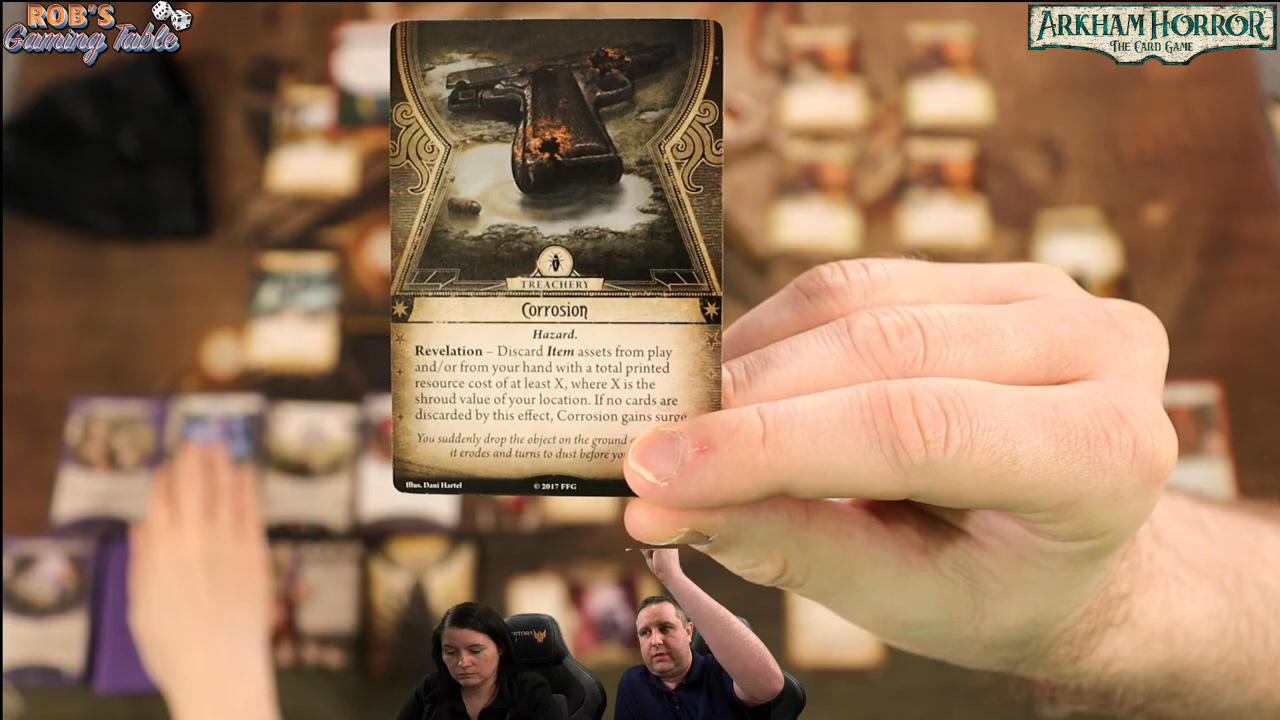 ROB'S
Gaming Table
ARKHAM HORROR
THE CARD GAME
TREACHERY
Corrosion
Hazard.
Revelation – Discard Item assets from play
and/or from your hand with a total printed
resource cost of at least X, where X is the
shroud value of your location. If no cards are
discarded by this effect, Corrosion gains surge
You suddenly drop the object on the ground
it erodes and turns to dust before
Illus. Dani Hartel
© 2017 FFG